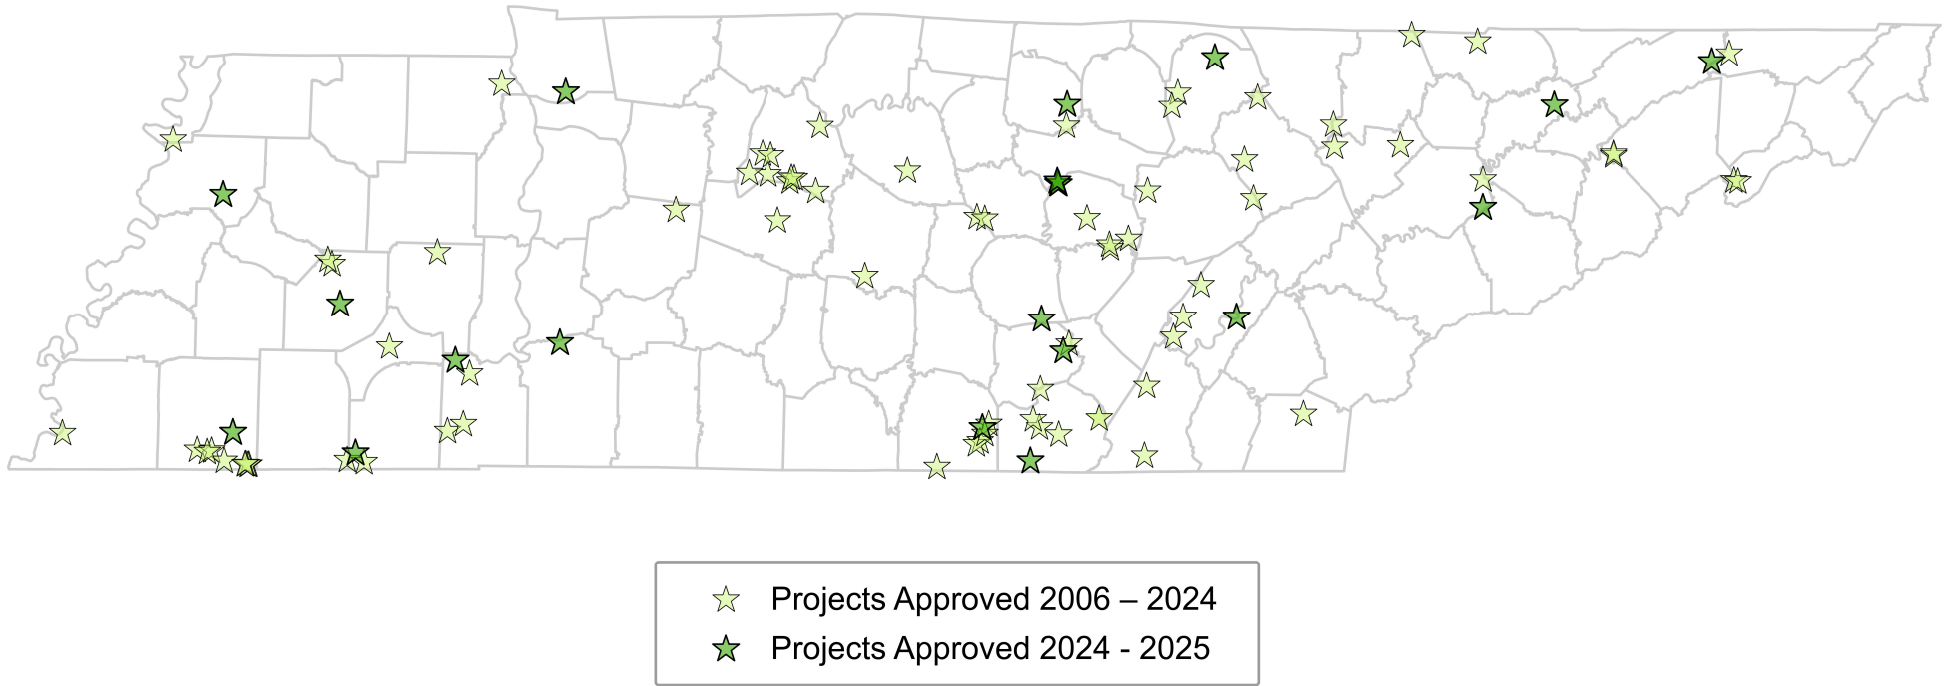 Projects Approved 2006 – 2024
Projects Approved 2024 - 2025